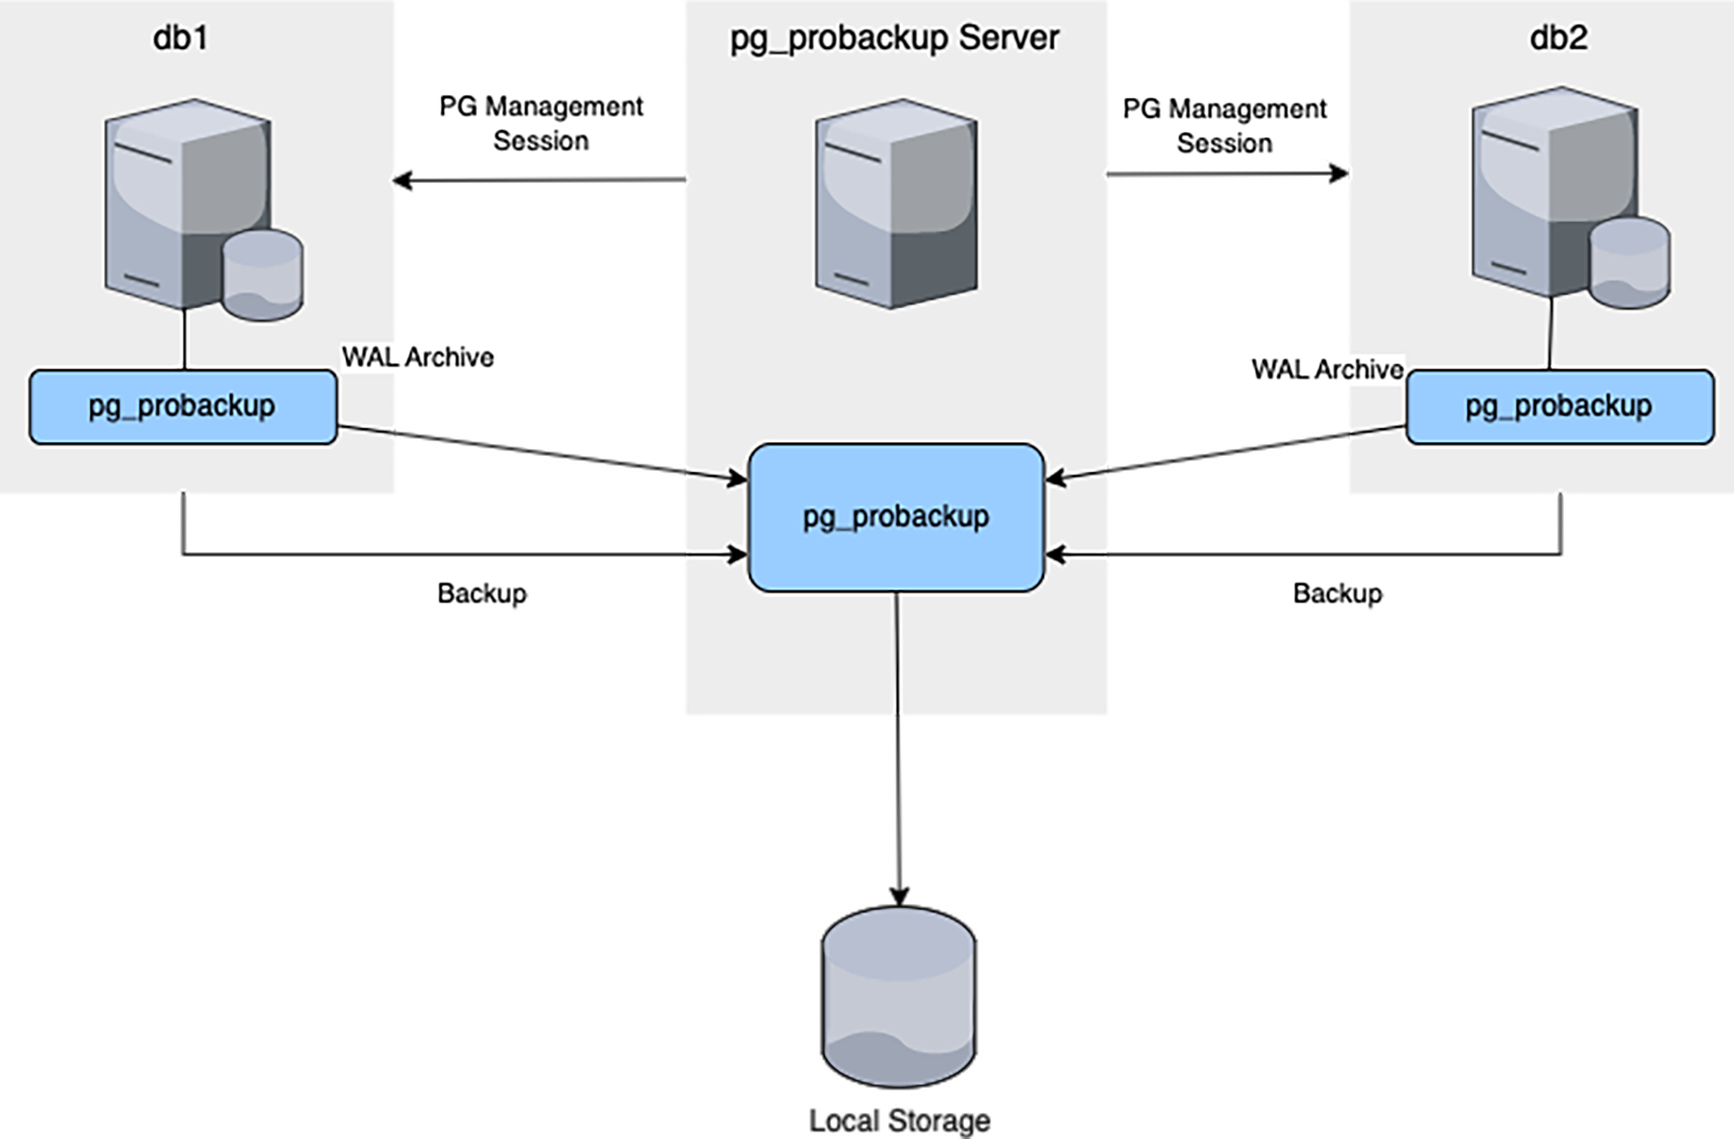 db1
pg_probackup Server
db2
PG Management
Session
PG Management
Session
WAL Archive
WAL Archive
pg_probackup
pg_probackup
pg_probackup
Backup
Backup
Local Storage